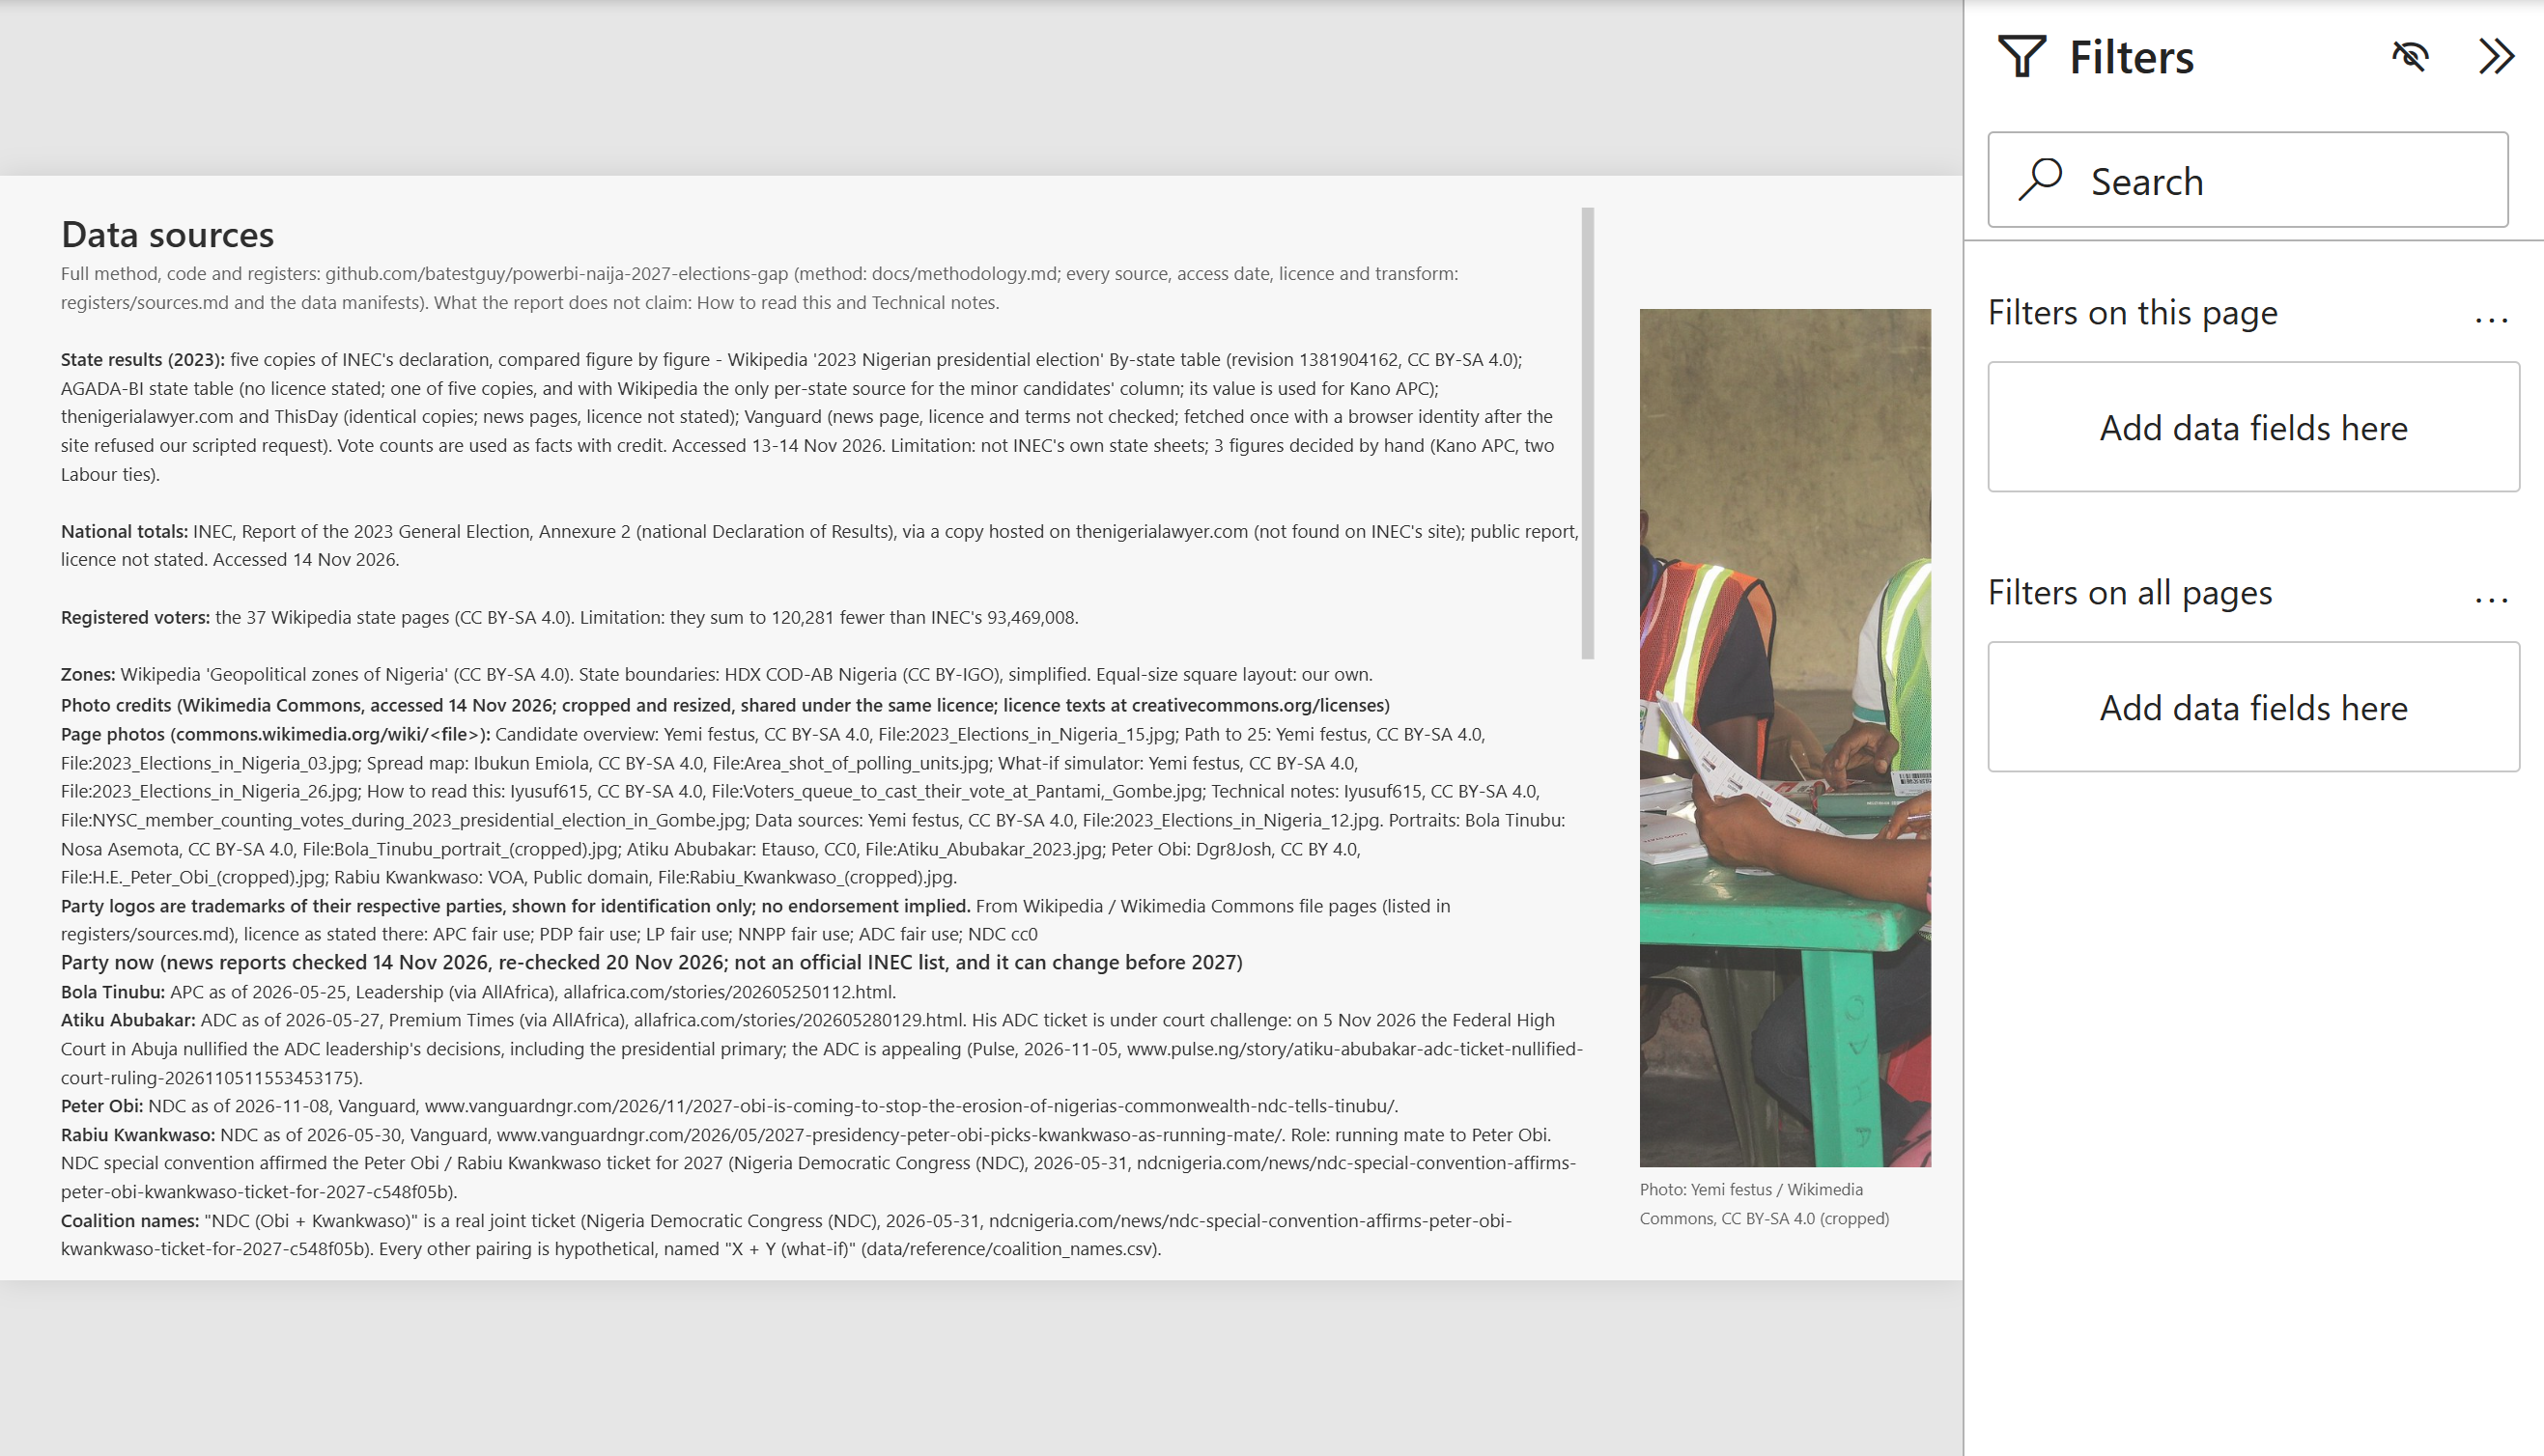 Data sources
Full method, code and registers: github.com/batestguy/powerbi-naija-2027-elections-gap (method: docs/methodology.md; every source, access date, licence and transform:
registers/sources.md and the data manifests). What the report does not claim: How to read this and Technical notes.
State results (2023): five copies of INEC's declaration, compared figure by figure - Wikipedia '2023 Nigerian presidential election' By-state table (revision 1381904162, CC BY-SA 4.0);
AGADA-BI state table (no licence stated; one of five copies, and with Wikipedia the only per-state source for the minor candidates' column; its value is used for Kano APC);
thenigerialawyer.com and ThisDay (identical copies; news pages, licence not stated); Vanguard (news page, licence and terms not checked; fetched once with a browser identity after the
site refused our scripted request). Vote counts are used as facts with credit. Accessed 13-14 Nov 2026. Limitation: not INEC's own state sheets; 3 figures decided by hand (Kano APC, two
Labour ties).
National totals: INEC, Report of the 2023 General Election, Annexure 2 (national Declaration of Results), via a copy hosted on thenigerialawyer.com (not found on INEC's site); public report,
licence not stated. Accessed 14 Nov 2026.
Registered voters: the 37 Wikipedia state pages (CC BY-SA 4.0). Limitation: they sum to 120,281 fewer than INEC's 93,469,008.
Zones: Wikipedia 'Geopolitical zones of Nigeria' (CC BY-SA 4.0). State boundaries: HDX COD-AB Nigeria (CC BY-IGO), simplified. Equal-size square layout: our own.
Photo credits (Wikimedia Commons, accessed 14 Nov 2026; cropped and resized, shared under the same licence; licence texts at creativecommons.org/licenses)
Page photos (commons.wikimedia.org/wiki/<file>): Candidate overview: Yemi festus, CC BY-SA 4.0, File:2023_Elections_in_Nigeria_15.jpg; Path to 25: Yemi festus, CC BY-SA 4.0,
File:2023_Elections_in_Nigeria_03.jpg; Spread map: Ibukun Emiola, CC BY-SA 4.0, File:Area_shot_of_polling_units.jpg; What-if simulator: Yemi festus, CC BY-SA 4.0,
File:2023_Elections_in_Nigeria_26.jpg; How to read this: Iyusuf615, CC BY-SA 4.0, File:Voters_queue_to_cast_their_vote_at_Pantami,_Gombe.jpg; Technical notes: Iyusuf615, CC BY-SA 4.0,
File:NYSC_member_counting_votes_during_2023_presidential_election_in_Gombe.jpg; Data sources: Yemi festus, CC BY-SA 4.0, File:2023_Elections_in_Nigeria_12.jpg. Portraits: Bola Tinubu:
Nosa Asemota, CC BY-SA 4.0, File:Bola_Tinubu_portrait_(cropped).jpg; Atiku Abubakar: Etauso, CC0, File:Atiku_Abubakar_2023.jpg; Peter Obi: Dgr8Josh, CC BY 4.0,
File:H.E._Peter_Obi_(cropped).jpg; Rabiu Kwankwaso: VOA, Public domain, File:Rabiu_Kwankwaso_(cropped).jpg.
Party logos are trademarks of their respective parties, shown for identification only; no endorsement implied. From Wikipedia / Wikimedia Commons file pages (listed in
registers/sources.md), licence as stated there: APC fair use; PDP fair use; LP fair use; NNPP fair use; ADC fair use; NDC cc0
Party now (news reports checked 14 Nov 2026, re-checked 20 Nov 2026; not an official INEC list, and it can change before 2027)
Bola Tinubu: APC as of 2026-05-25, Leadership (via AllAfrica), allafrica.com/stories/202605250112.html.
Atiku Abubakar: ADC as of 2026-05-27, Premium Times (via AllAfrica), allafrica.com/stories/202605280129.html. His ADC ticket is under court challenge: on 5 Nov 2026 the Federal High
Court in Abuja nullified the ADC leadership's decisions, including the presidential primary; the ADC is appealing (Pulse, 2026-11-05, www.pulse.ng/story/atiku-abubakar-adc-ticket-nullified-
court-ruling-2026110511553453175).
Peter Obi: NDC as of 2026-11-08, Vanguard, www.vanguardngr.com/2026/11/2027-obi-is-coming-to-stop-the-erosion-of-nigerias-commonwealth-ndc-tells-tinubu/.
Rabiu Kwankwaso: NDC as of 2026-05-30, Vanguard, www.vanguardngr.com/2026/05/2027-presidency-peter-obi-picks-kwankwaso-as-running-mate/. Role: running mate to Peter Obi.
NDC special convention affirmed the Peter Obi / Rabiu Kwankwaso ticket for 2027 (Nigeria Democratic Congress (NDC), 2026-05-31, ndcnigeria.com/news/ndc-special-convention-affirms-
peter-obi-kwankwaso-ticket-for-2027-c548f05b).
Coalition names: "NDC (Obi + Kwankwaso)" is a real joint ticket (Nigeria Democratic Congress (NDC), 2026-05-31, ndcnigeria.com/news/ndc-special-convention-affirms-peter-obi-
kwankwaso-ticket-for-2027-c548f05b). Every other pairing is hypothetical, named "X + Y (what-if)" (data/reference/coalition_names.csv).
Photo: Yemi festus / Wikimedia
Commons, CC BY-SA 4.0 (cropped)
Filters
Search
Filters on this page
...
Add data fields here
Filters on all pages
...
Add data fields here